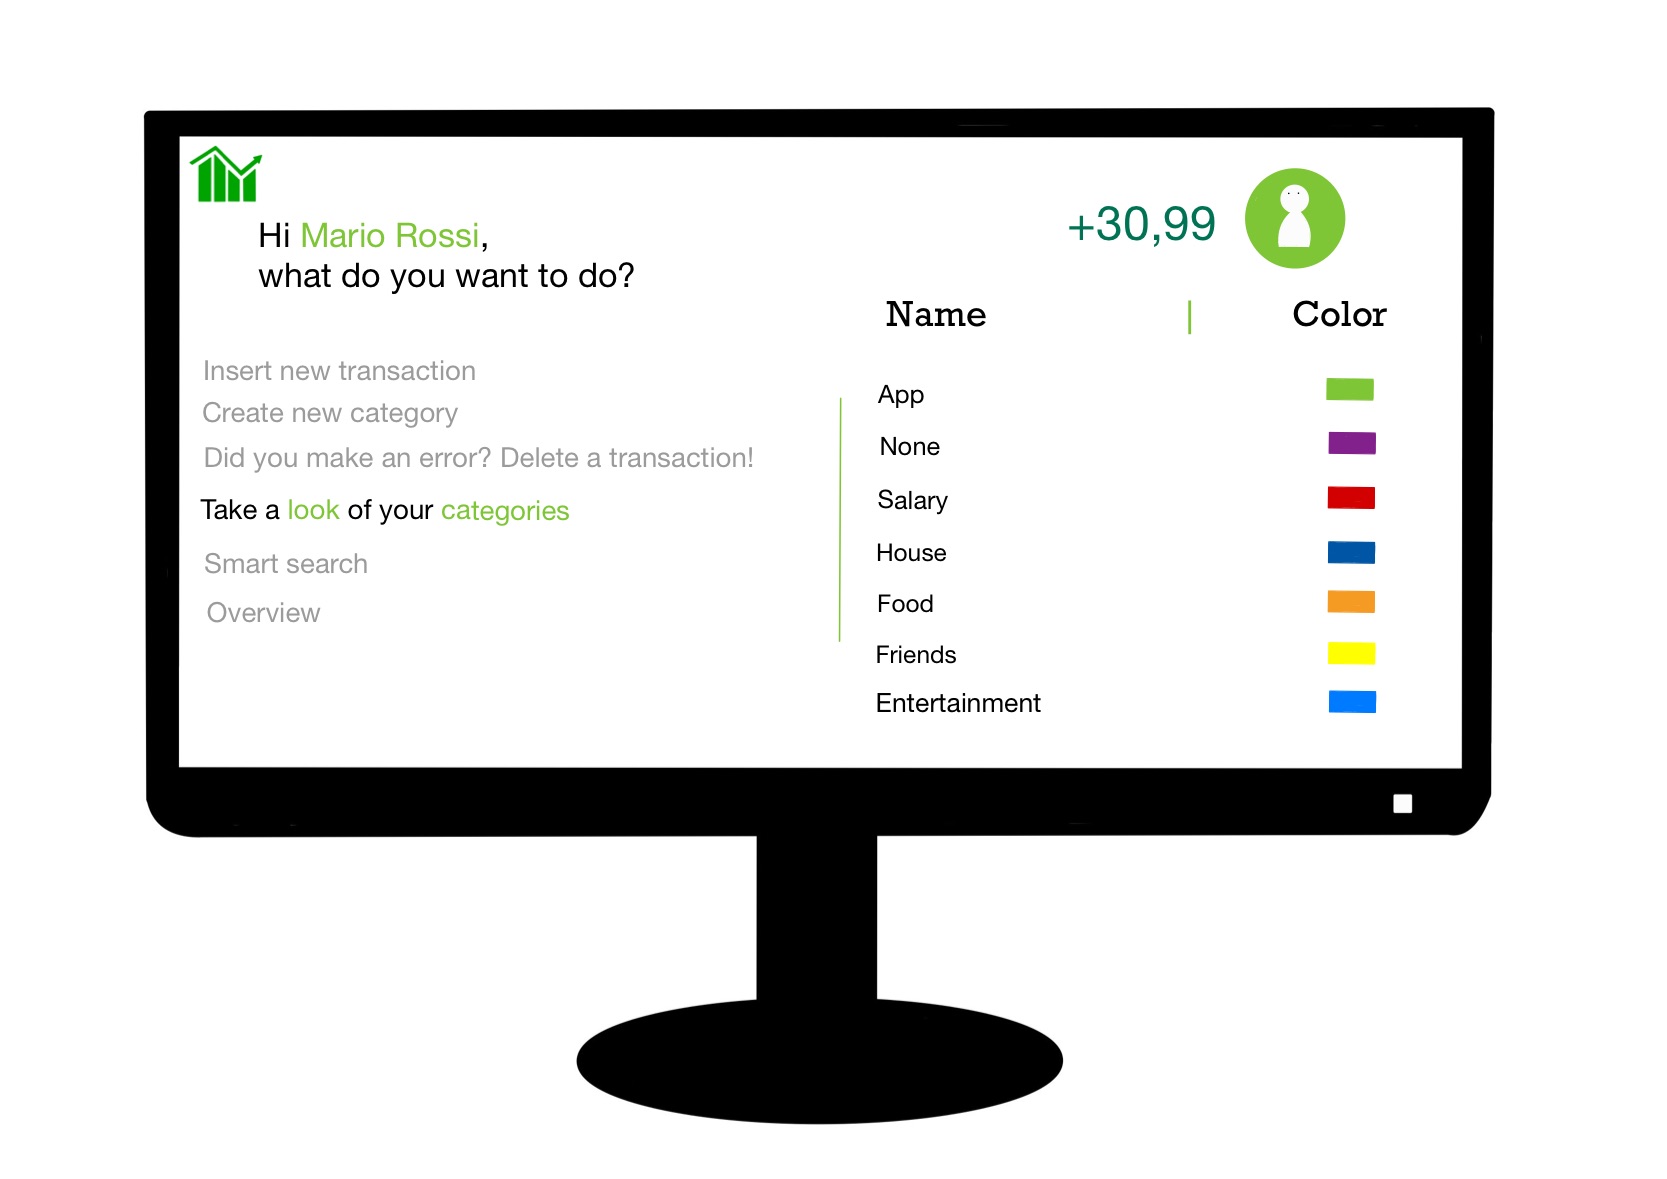 Hi Mario Rossi,
what do you want to do?
+30,99
Insert new transaction
Create new category
Did you make an error? Delete a transaction!
Take a look of your categories
Smart search
Overview
Name | Color
App
None
Salary
House
Food
Friends
Entertainment